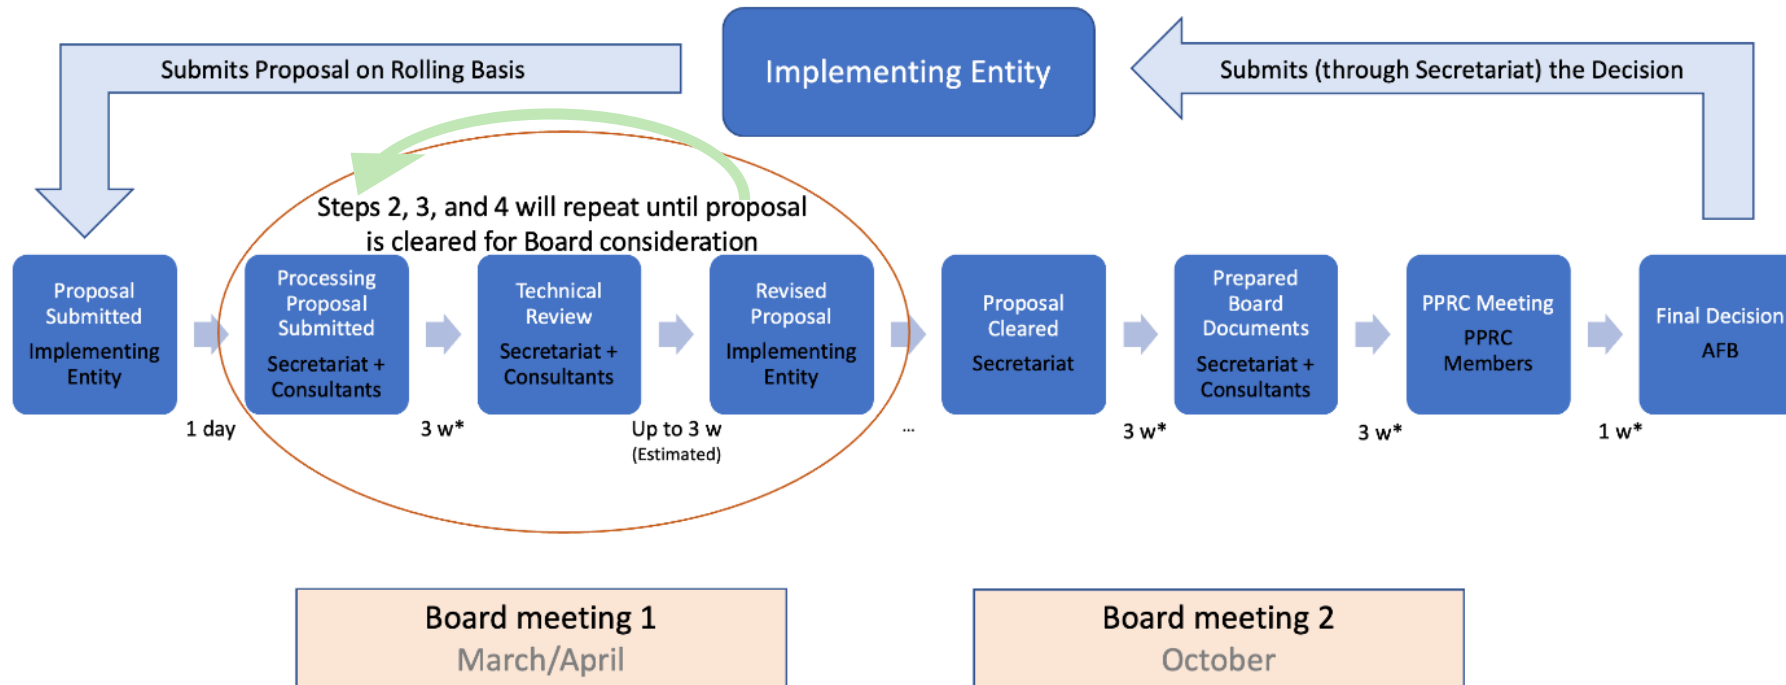 Implementing Entity
Submits Proposal on Rolling Basis
Submits (through Secretariat) the Decision
Steps 2, 3, and 4 will repeat until proposal
is cleared for Board consideration
Proposal
Submitted
Implementing
Entity
Processing
Proposal
Submitted
Secretariat +
Consultants
Technical
Review
Secretariat +
Consultants
Revised
Proposal
Implementing
Entity
Proposal
Cleared
Secretariat
Prepared
Board
Documents
Secretariat +
Consultants
PPRC Meeting
PPRC
Members
Final Decision
AFB
1 day
3 w*
Up to 3 w
(Estimated)
...
3 w*
3 w*
1 w*
Board meeting 1
March/April
Board meeting 2
October